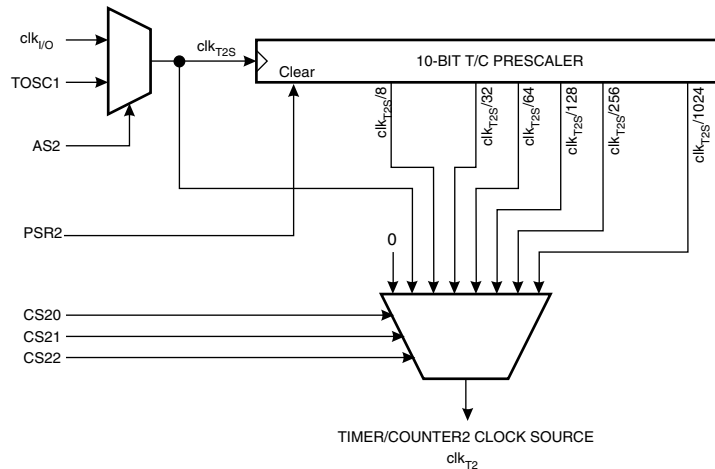 clkI/O
TOSC1
AS2
PSR2
CS20
CS21
CS22
clkT2S
Clear
10-BIT T/C PRESCALER
clkT2S/8
clkT2S/32
clkT2S/64
clkT2S/128
clkT2S/256
clkT2S/1024
0
TIMER/COUNTER2 CLOCK SOURCE
clkT2